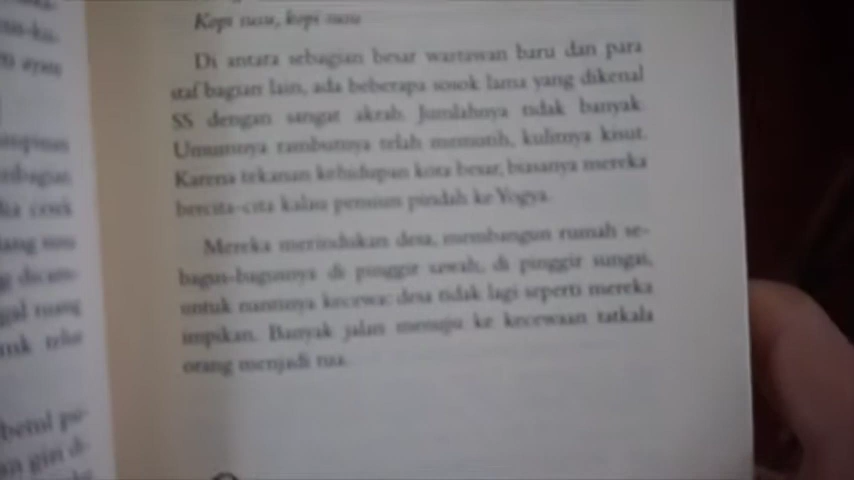 Kopi susu, kopi susu
Di antara sebagian besar wartawan baru dan para
staf bagian lain, ada beberapa sosok lama yang dikenal
SS dengan sangat akrab. Jumlahnya tidak banyak.
Umumnya rambutnya telah memutih, kulitnya kisut.
Karena tekanan kehidupan kota besar, biasanya mereka
bercita-cita kalau pensiun pindah ke Yogya.
Mereka merindukan desa, membangun rumah se-
bagus-bagusnya di pinggir sawah, di pinggir sungai,
untuk nantinya kecewa: desa tidak lagi seperti mereka
impikan. Banyak jalan menuju ke kecewaan tatkala
orang menjadi tua.